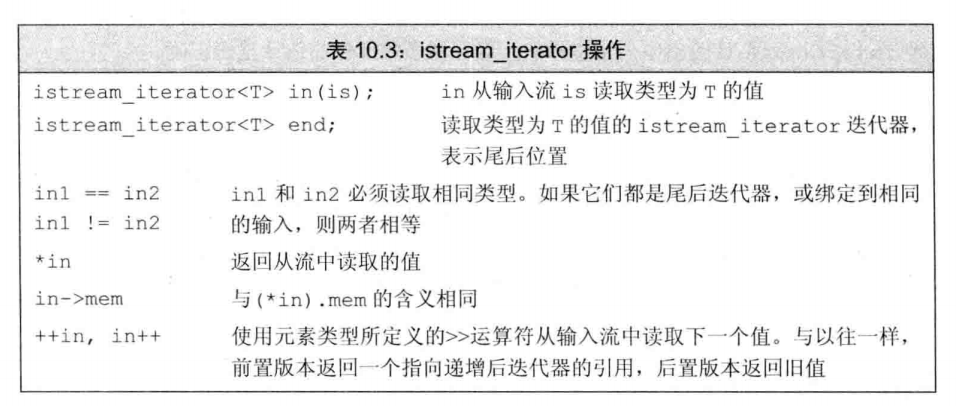 表 10.3：istream_iterator 操作
istream_iterator<T> in(is); in 从输入流 is 读取类型为 T 的值
istream_iterator<T> end; 读取类型为 T 的值的 istream_iterator 迭代器，
表示尾后位置
in1 == in2 in1 和 in2 必须读取相同类型。如果它们都是尾后迭代器，或绑定到相同
in1 != in2 的输入，则两者相等
*in 返回从流中读取的值
in->mem 与(*in).mem 的含义相同
++in, in++ 使用元素类型所定义的>>运算符从输入流中读取下一个值。与以往一样，
前置版本返回一个指向递增后迭代器的引用，后置版本返回旧值